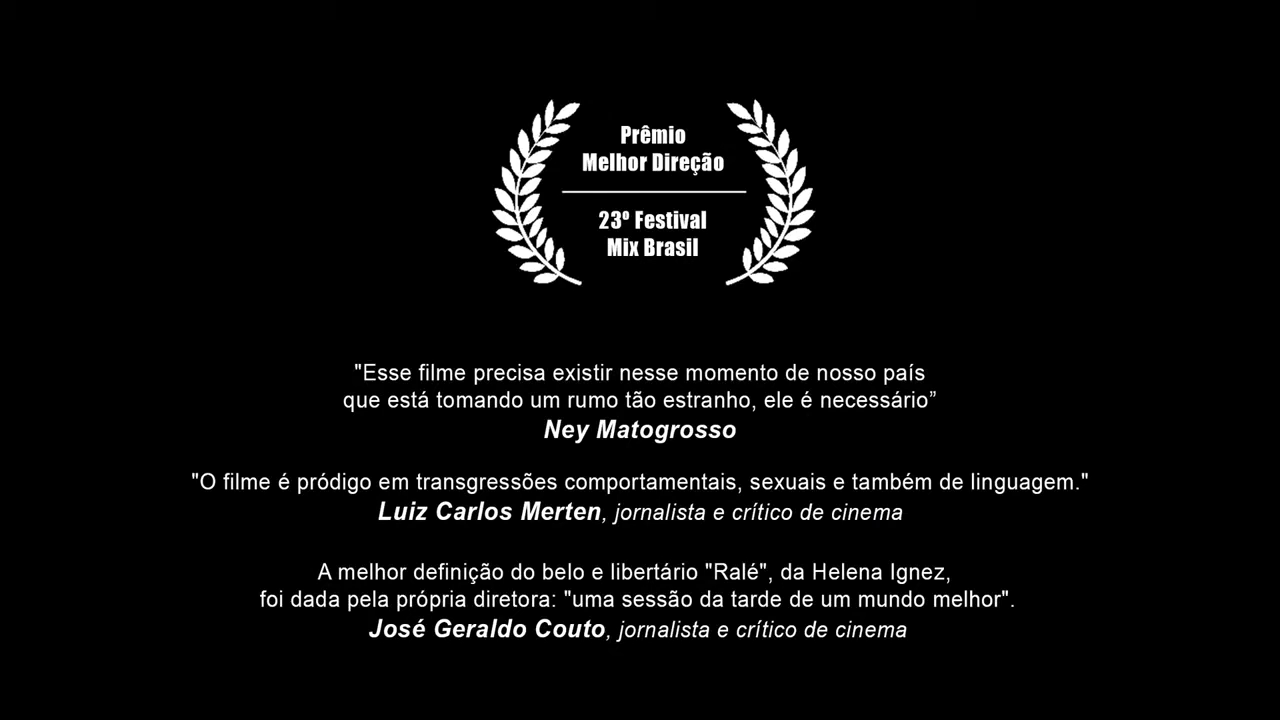 Prêmio
Melhor Direção
23º Festival
Mix Brasil
"Esse filme precisa existir nesse momento de nosso país
que está tomando um rumo tão estranho, ele é necessário”
Ney Matogrosso
"O filme é pródigo em transgressões comportamentais, sexuais e também de linguagem."
Luiz Carlos Merten, jornalista e crítico de cinema
A melhor definição do belo e libertário "Ralé", da Helena Ignez,
foi dada pela própria diretora: "uma sessão da tarde de um mundo melhor".
José Geraldo Couto, jornalista e crítico de cinema